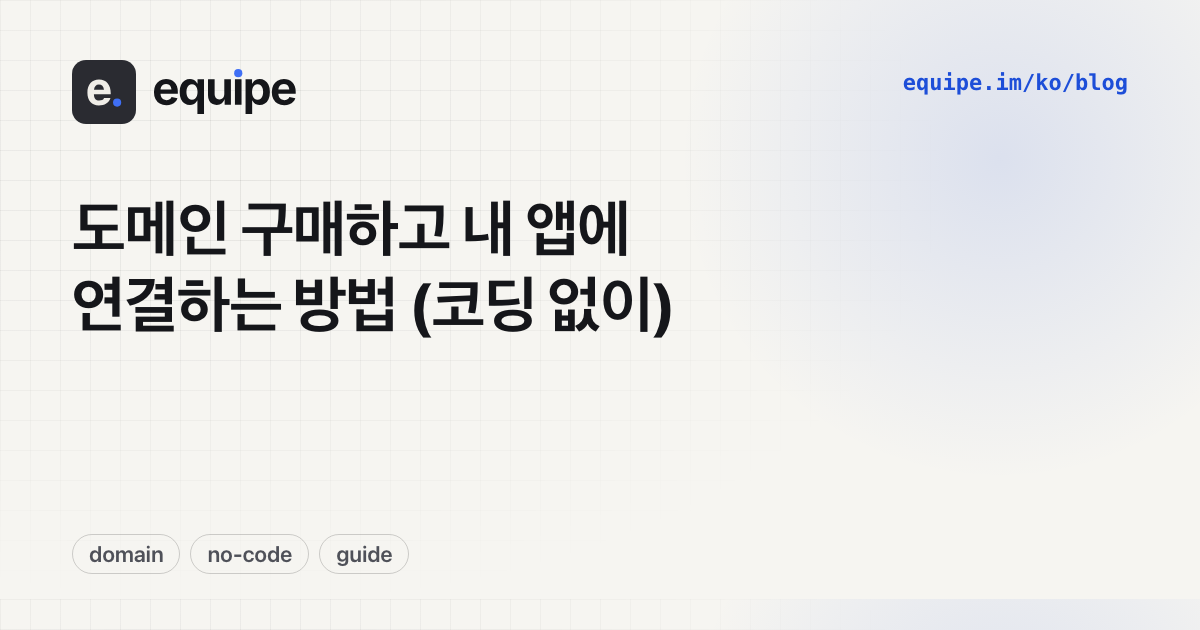 e.
equipe
equipe.im/ko/blog
도메인 구매하고 내 앱에
연결하는 방법 (코딩 없이)
domain
no-code
guide